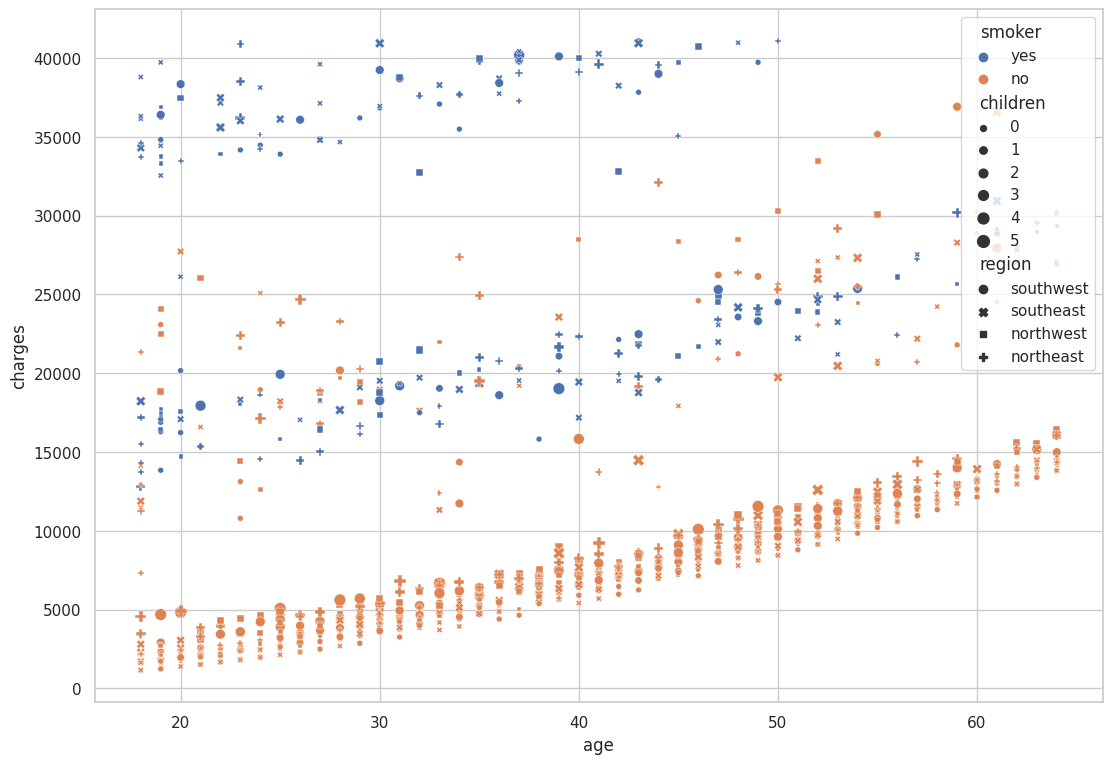 smoker
yes
no
children
0
1
2
3
4
5
region
southwest
southeast
northwest
northeast
40000
35000
30000
25000
20000
15000
10000
5000
0
charges
20 30 40 50 60
age